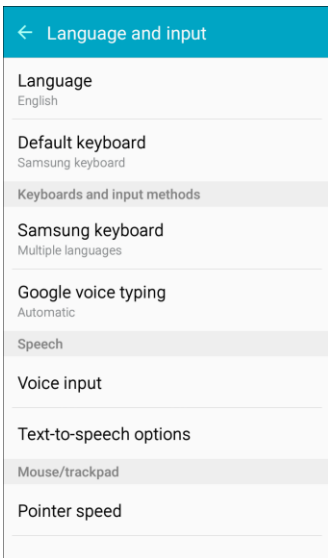 Language and input
Language
English
Default keyboard
Samsung keyboard
Keyboards and input methods
Samsung keyboard
Multiple languages
Google voice typing
Automatic
Speech
Voice input
Text-to-speech options
Mouse/trackpad
Pointer speed